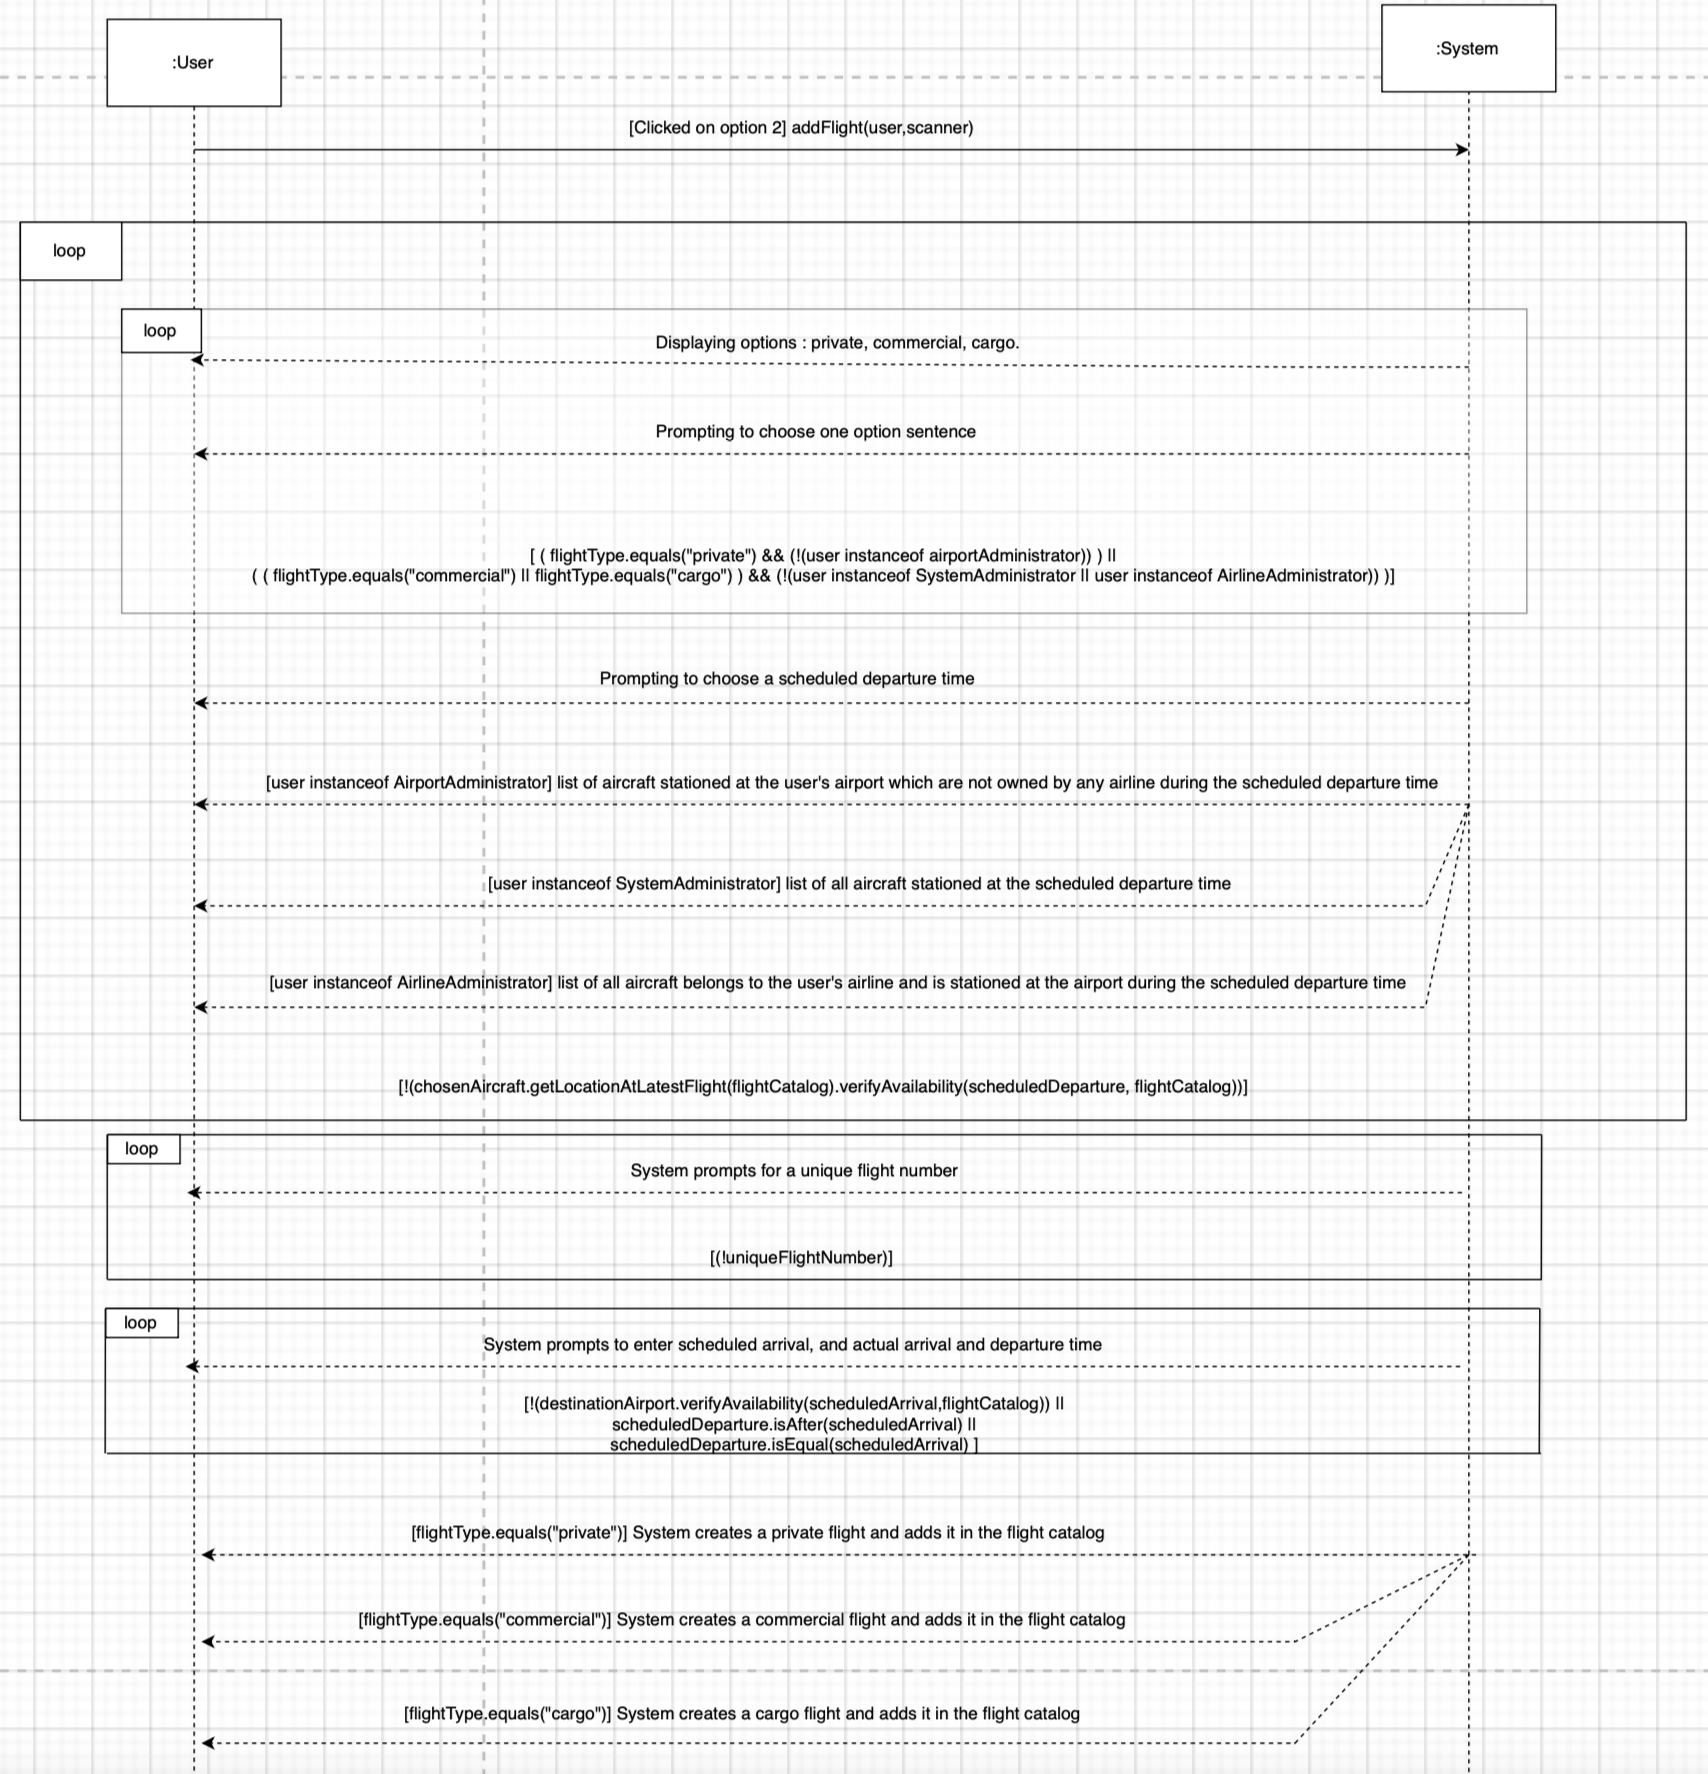 :User
:System
[Clicked on option 2] addFlight(user,scanner)
loop
loop
Displaying options : private, commercial, cargo.
Prompting to choose one option sentence
[ ( flightType.equals("private") && (!(user instanceof airportAdministrator)) ) ||
( ( flightType.equals("commercial") || flightType.equals("cargo") ) && (!(user instanceof SystemAdministrator || user instanceof AirlineAdministrator)) )]
Prompting to choose a scheduled departure time
[user instanceof AirportAdministrator] list of aircraft stationed at the user's airport which are not owned by any airline during the scheduled departure time
[user instanceof SystemAdministrator] list of all aircraft stationed at the scheduled departure time
[user instanceof AirlineAdministrator] list of all aircraft belongs to the user's airline and is stationed at the airport during the scheduled departure time
[!(chosenAircraft.getLocationAtLatestFlight(flightCatalog).verifyAvailability(scheduledDeparture, flightCatalog))]
loop
System prompts for a unique flight number
[(!uniqueFlightNumber)]
loop
System prompts to enter scheduled arrival, and actual arrival and departure time
[!(destinationAirport.verifyAvailability(scheduledArrival,flightCatalog)) ||
scheduledDeparture.isAfter(scheduledArrival) ||
scheduledDeparture.isEqual(scheduledArrival) ]
[flightType.equals("private")] System creates a private flight and adds it in the flight catalog
[flightType.equals("commercial")] System creates a commercial flight and adds it in the flight catalog
[flightType.equals("cargo")] System creates a cargo flight and adds it in the flight catalog